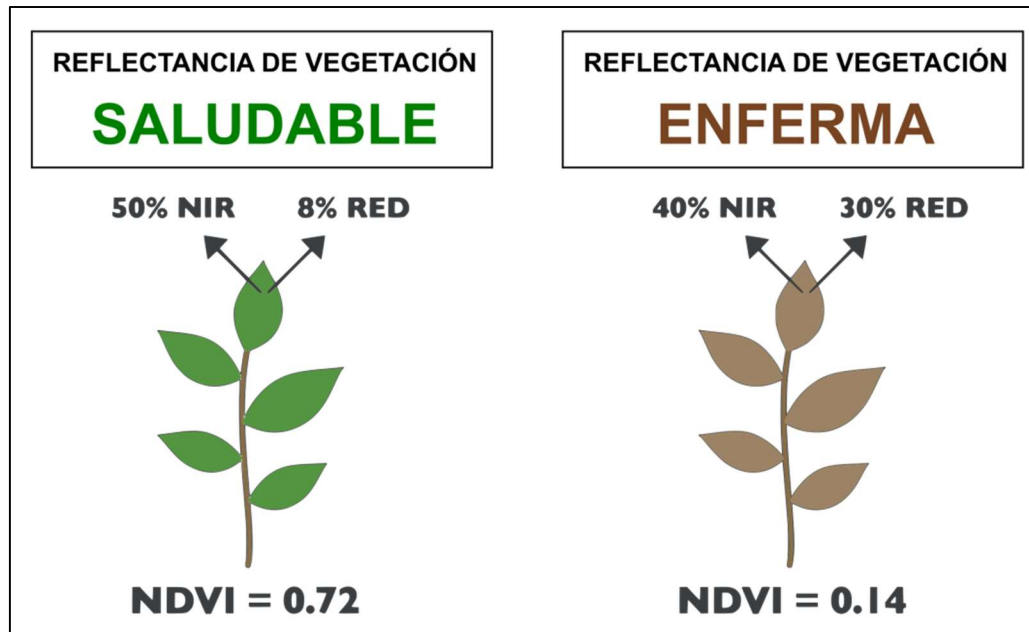 REFLECTANCIA DE VEGETACIÓN
SALUDABLE
50% NIR
8% RED
NDVI = 0.72
REFLECTANCIA DE VEGETACIÓN
ENFERMA
40% NIR
30% RED
NDVI = 0.14